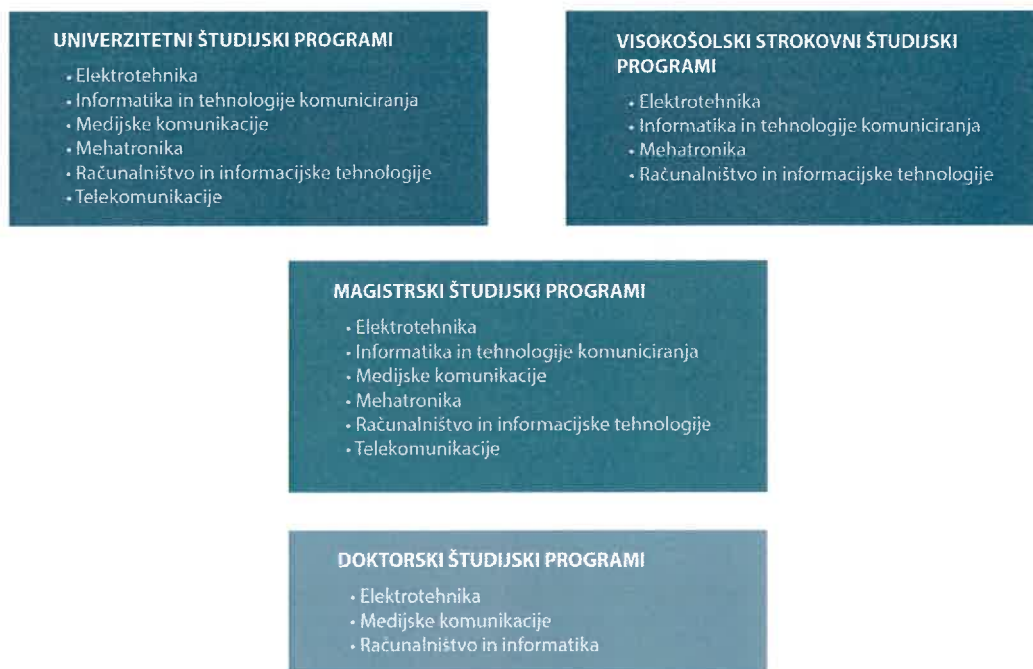 UNIVERZITETNI ŠTUDIJSKI PROGRAMI
• Elektrotehnika
• Informatika in tehnologije komuniciranja
• Medijske komunikacije
• Mehatronika
• Računalništvo in informacijske tehnologije
• Telekomunikacije
VISOKOŠOLSKI STROKOVNI ŠTUDIJSKI
PROGRAMI
• Elektrotehnika
• Informatika in tehnologije komuniciranja
• Mehatronika
• Računalništvo in informacijske tehnologije
MAGISTRSKI ŠTUDIJSKI PROGRAMI
• Elektrotehnika
• Informatika in tehnologije komuniciranja
• Medijske komunikacije
• Mehatronika
• Računalništvo in informacijske tehnologije
• Telekomunikacije
DOKTORSKI ŠTUDIJSKI PROGRAMI
• Elektrotehnika
• Medijske komunikacije
• Računalništvo in informatika